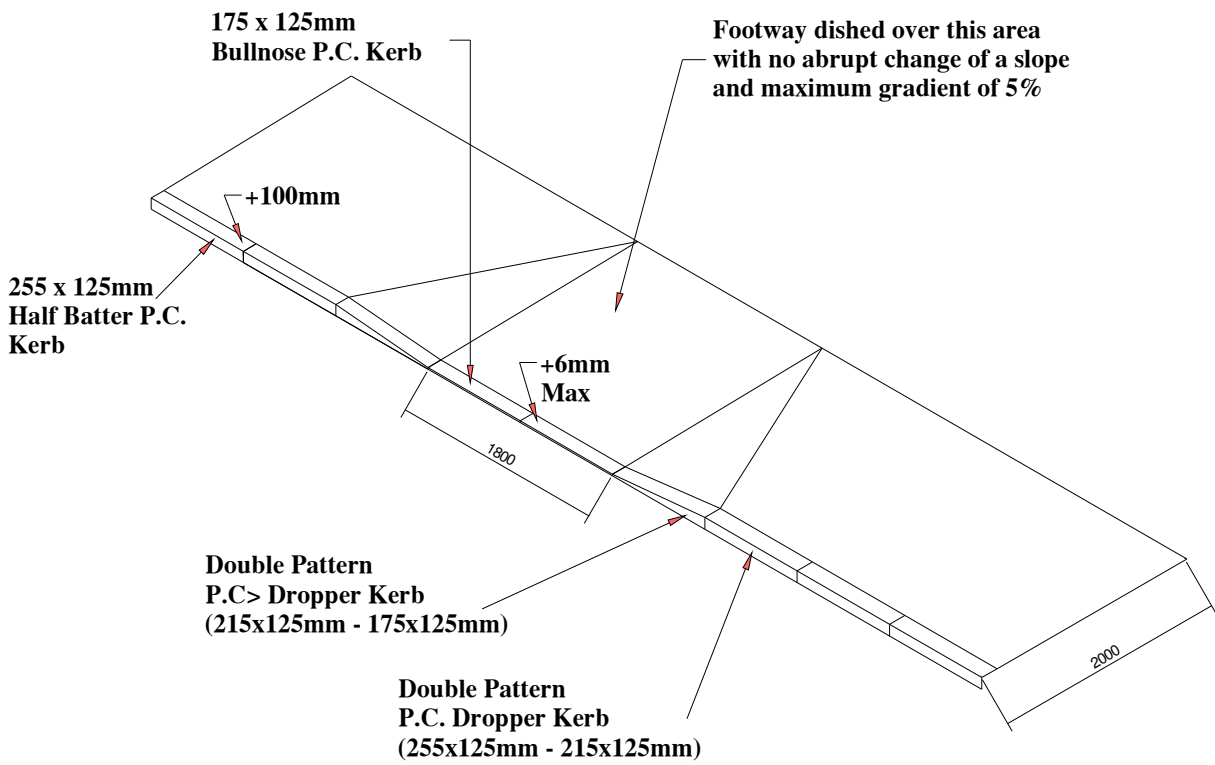 175 x 125mm
Bullnose P.C. Kerb
Footway dished over this area
with no abrupt change of a slope
and maximum gradient of 5%
+100mm
255 x 125mm
Half Batter P.C.
Kerb
+6mm
Max
1800
Double Pattern
P.C> Dropper Kerb
(215x125mm - 175x125mm)
2000
Double Pattern
P.C. Dropper Kerb
(255x125mm - 215x125mm)